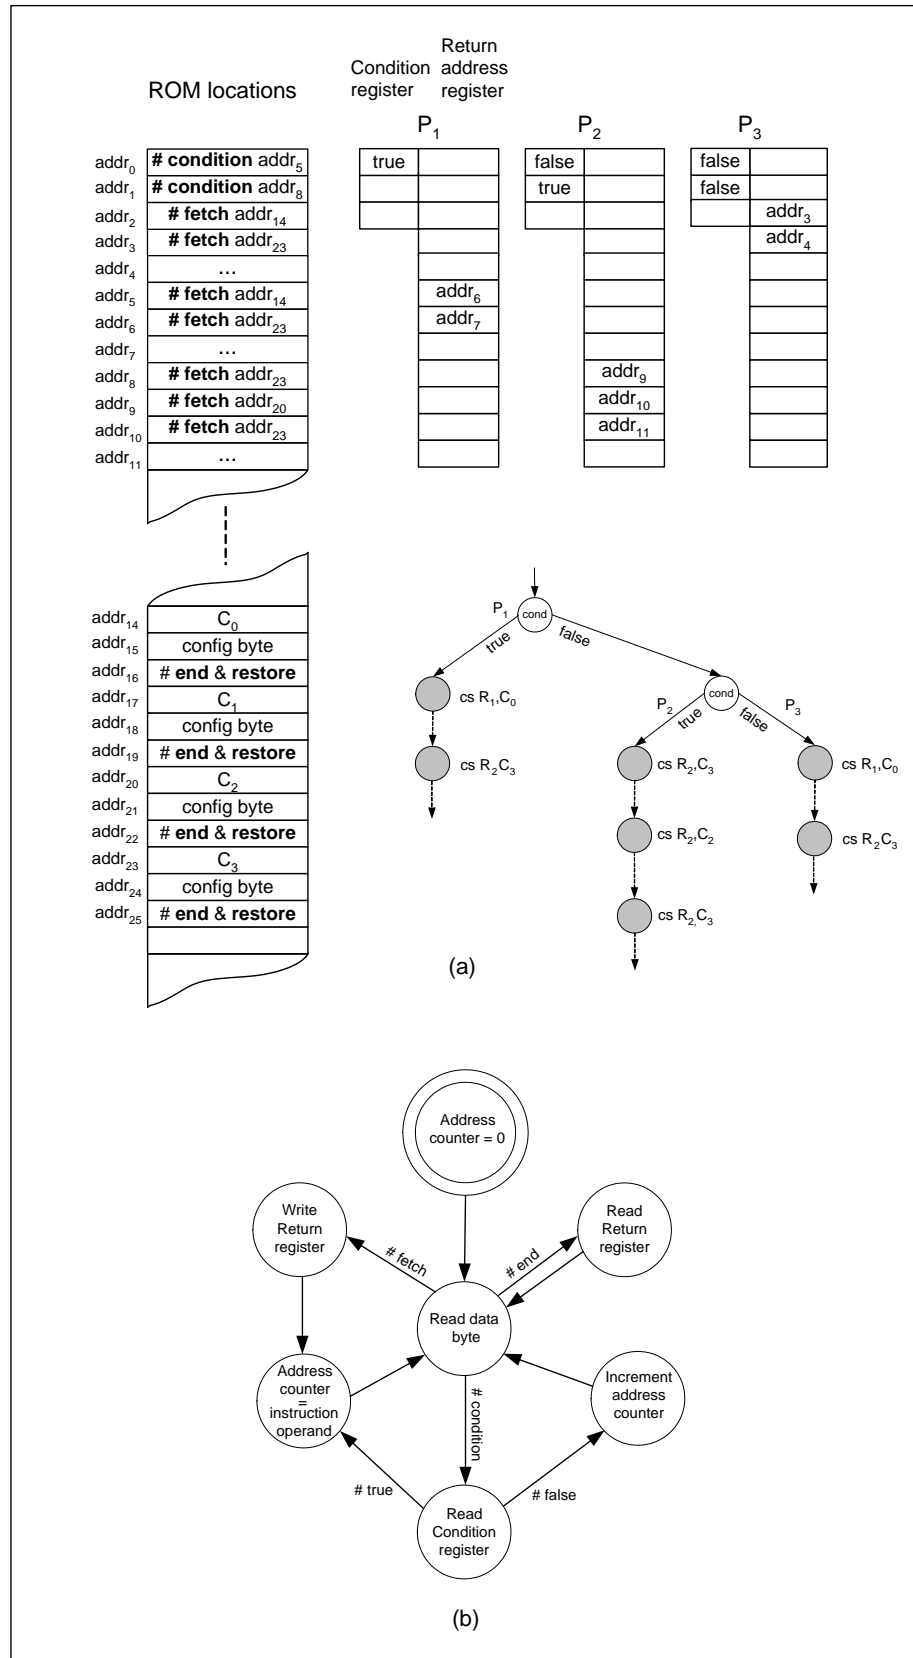 Return
Condition address
register register
ROM locations
P1 P2 P3
addr0 # condition addr5 true false false
addr1 # condition addr8 true false
addr2 # fetch addr14 addr3
addr3 # fetch addr23 addr4
addr4 ...
addr5 # fetch addr14 addr6
addr6 # fetch addr23 addr7
addr7 ...
addr8 # fetch addr23 addr9
addr9 # fetch addr20 addr10
addr10 # fetch addr23 addr11
addr11 ...
addr14 C0
addr15 config byte
addr16 # end & restore
addr17 C1
addr18 config byte
addr19 # end & restore
addr20 C2
addr21 config byte
addr22 # end & restore
addr23 C3
addr24 config byte
addr25 # end & restore
P1 cond
true false
cs R1,C0
P2 cond P3
true false
cs R2C3
cs R2,C3
cs R1,C0
cs R2,C2
cs R2C3
cs R2,C3
(a)
Address
counter = 0
Write
Return
register
Read
Return
register
# fetch
# end
Read data
byte
Address
counter
=
instruction
operand
Increment
address
counter
# condition
# true
# false
Read
Condition
register
(b)